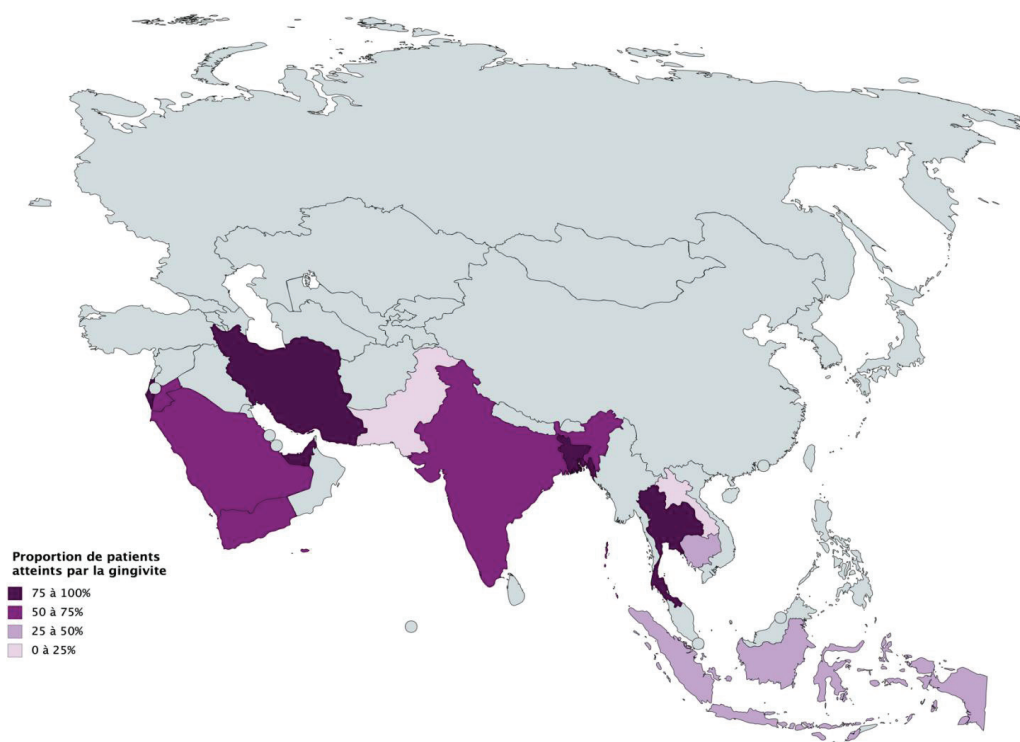 Proportion de patients
atteints par la gingivite
75 à 100%
50 à 75%
25 à 50%
0 à 25%